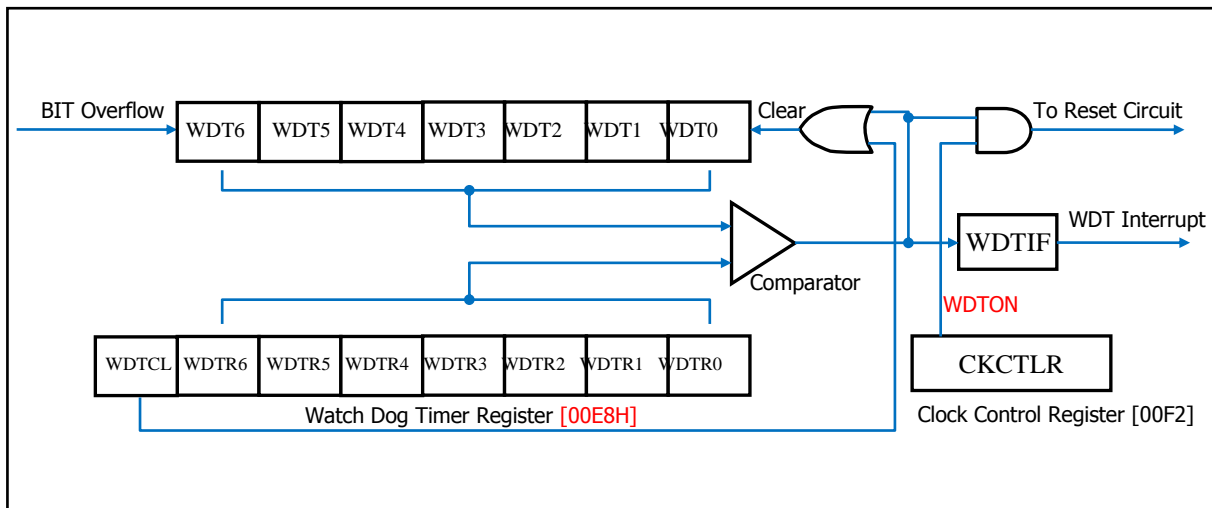 BIT Overflow
WDT6 WDT5 WDT4 WDT3 WDT2 WDT1 WDT0
Clear
To Reset Circuit
WDT Interrupt
WDTIF
Comparator
WDTON
WDTCL WDTR6 WDTR5 WDTR4 WDTR3 WDTR2 WDTR1 WDTR0
CKCTLR
Watch Dog Timer Register [00E8H]
Clock Control Register [00F2]